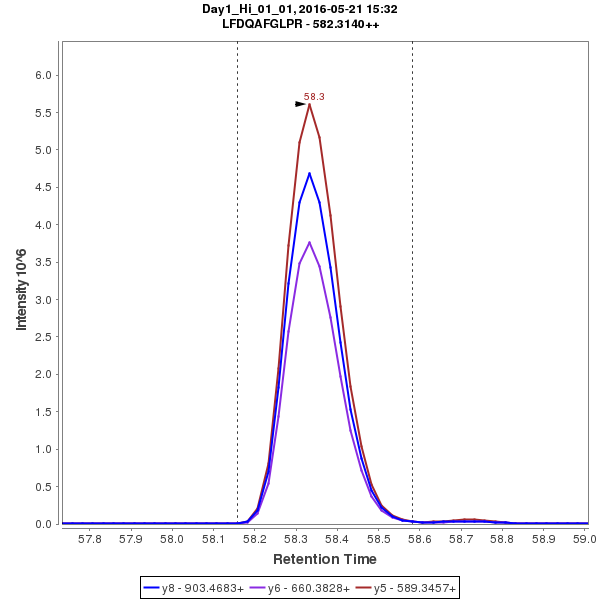 Day1_Hi_01_01, 2016-05-21 15:32
LFDQAFGLPR - 582.3140++
58.3
6.0
5.5
5.0
4.5
4.0
3.5
3.0
2.5
2.0
1.5
1.0
0.5
0.0
Intensity 10^6
57.8 57.9 58.0 58.1 58.2 58.3 58.4 58.5 58.6 58.7 58.8 58.9 59.0
Retention Time
y8 - 903.4683+ y6 - 660.3828+ y5 - 589.3457+